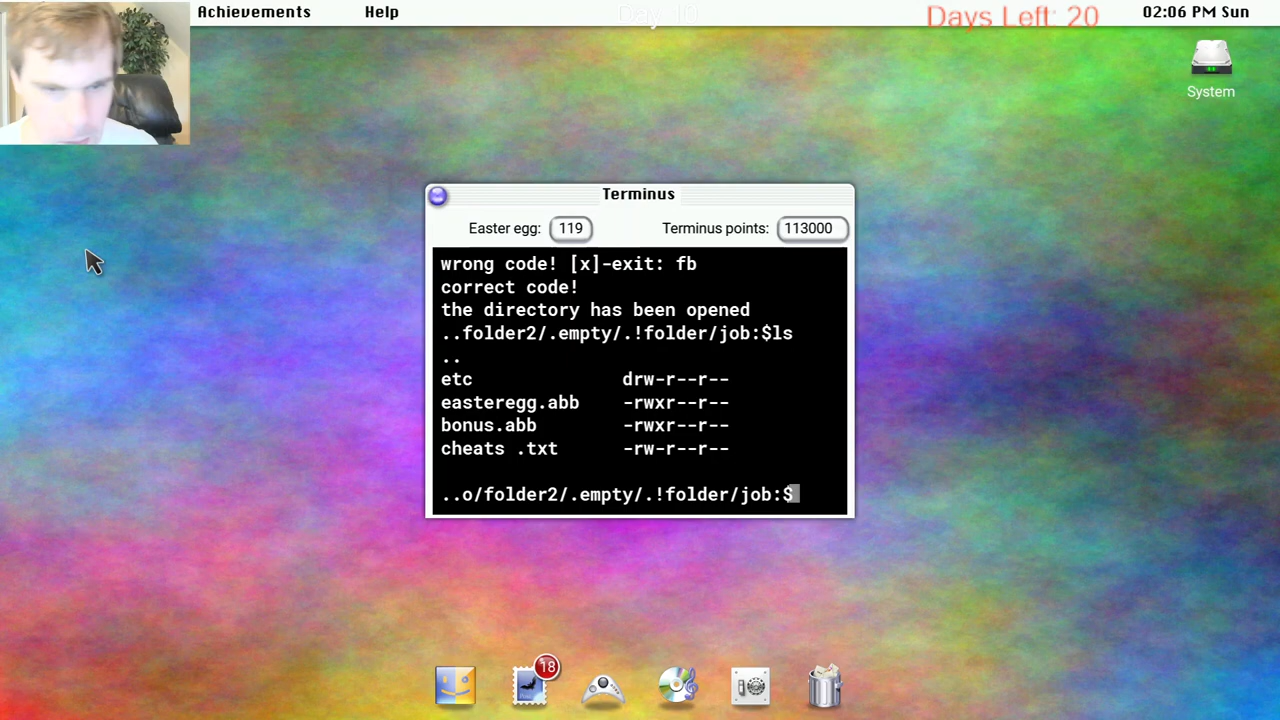 Achievements Help Day 10 Days Left: 20 02:06 PM Sun
System
Terminus
Easter egg: 119 Terminus points: 113000
wrong code! [x]-exit: fb
correct code!
the directory has been opened
..folder2/.empty/.!folder/job:$ls
..
etc drw-r--r--
easteregg.abb -rwxr--r--
bonus.abb -rwxr--r--
cheats .txt -rw-r--r--
..o/folder2/.empty/.!folder/job:$
18